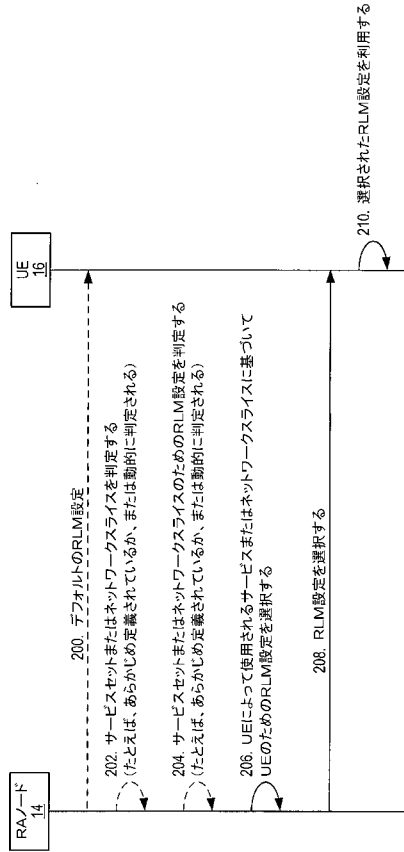 RAノード
14
UE
16
200. デフォルトのRLM設定
202. サービスセットまたはネットワークスライスを判定する
(たとえば、あらかじめ定義されているか、または動的に判定される)
204. サービスセットまたはネットワークスライスのためのRLM設定を判定する
(たとえば、あらかじめ定義されているか、または動的に判定される)
206. UEによって使用されるサービスまたはネットワークスライスに基づいて
UEのためのRLM設定を選択する
208. RLM設定を選択する
210. 選択されたRLM設定を利用する